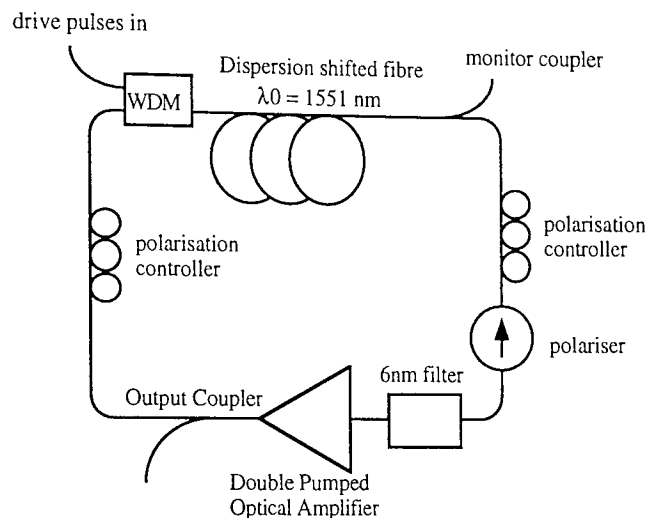 drive pulses in
WDM
Dispersion shifted fibre
λ0 = 1551 nm
monitor coupler
polarisation
controller
polarisation
controller
polariser
6nm filter
Output Coupler
Double Pumped
Optical Amplifier